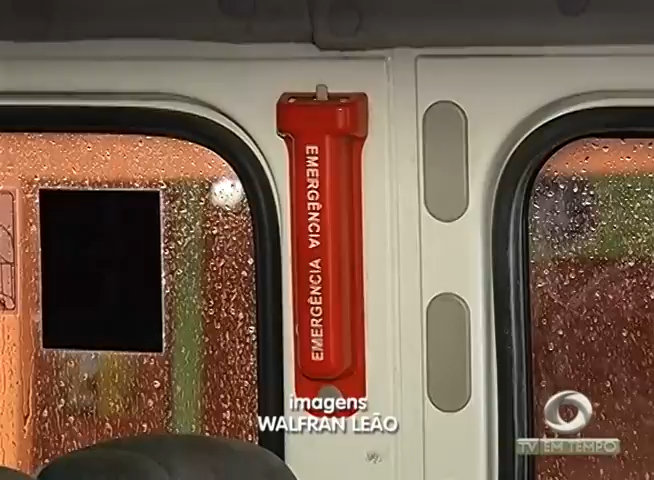 EMERGÊNCIA
EMERGÊNCIA
imagens
WALFRAN LEÃO
TV EM TEMPO